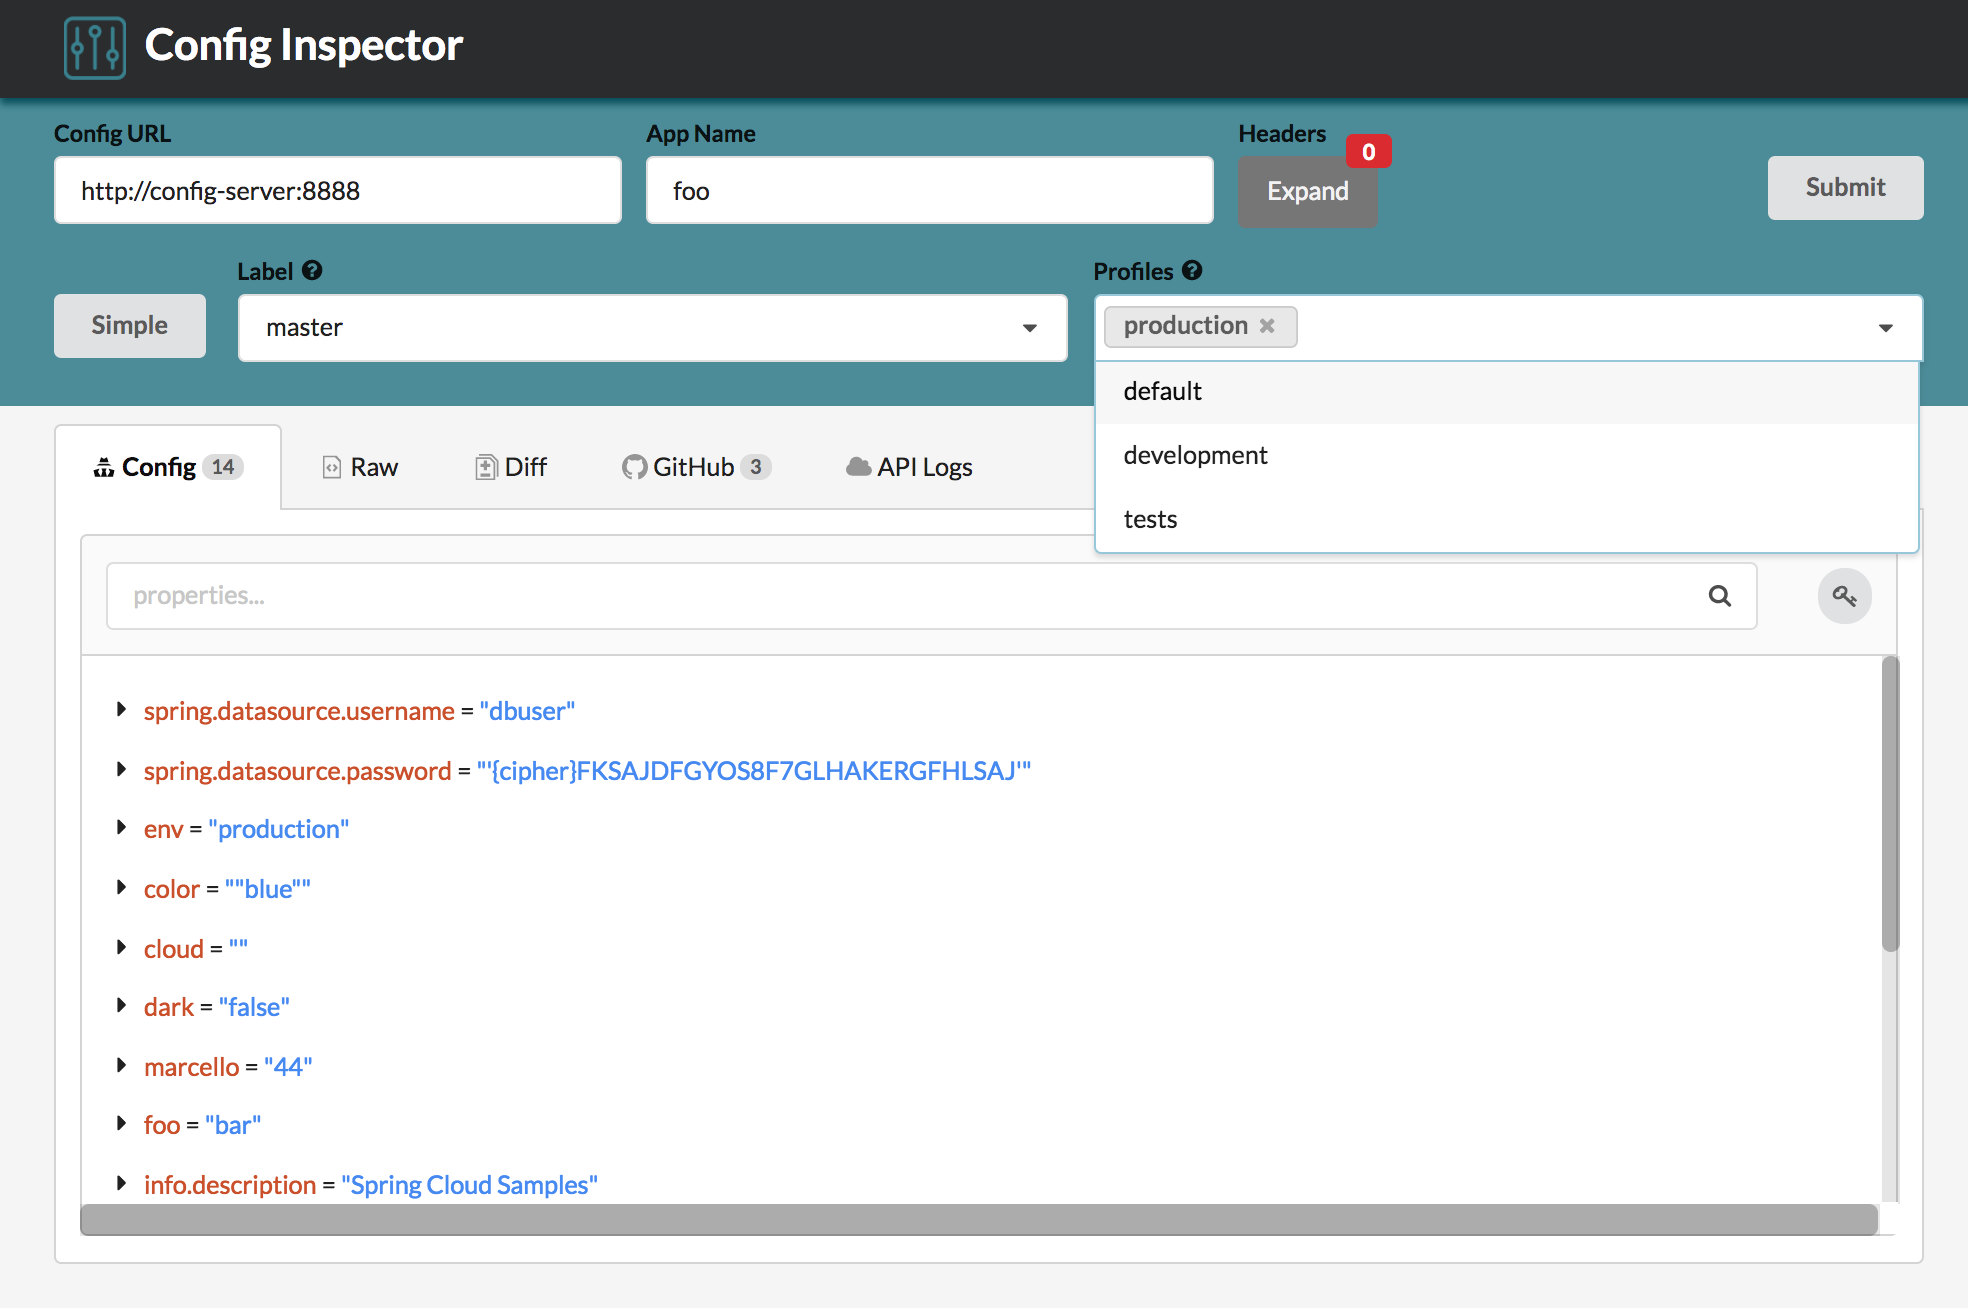 Config Inspector
Config URL
App Name
Headers
0
http://config-server:8888
foo
Expand
Submit
Label
Profiles
Simple
master
production
default
development
tests
Config 14
Raw
Diff
GitHub 3
API Logs
properties...
spring.datasource.username = "dbuser"
spring.datasource.password = "'{cipher}FKSAJDFGYOS8F7GLHAKERGFHLSAJ'"
env = "production"
color = ""blue""
cloud = ""
dark = "false"
marcello = "44"
foo = "bar"
info.description = "Spring Cloud Samples"